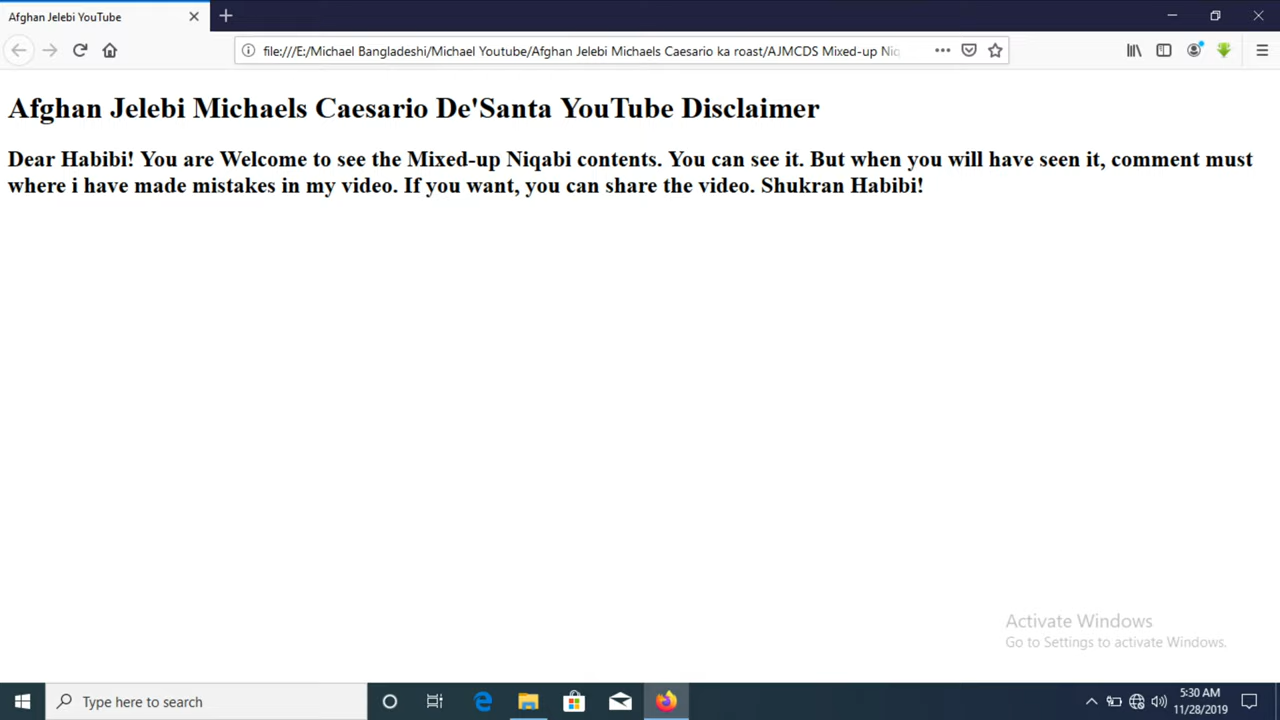 Afghan Jelebi YouTube
file:///E:/Michael Bangladeshi/Michael Youtube/Afghan Jelebi Michaels Caesario ka roast/AJMCDS Mixed-up Niq
Afghan Jelebi Michaels Caesario De'Santa YouTube Disclaimer
Dear Habibi! You are Welcome to see the Mixed-up Niqabi contents. You can see it. But when you will have seen it, comment must
where i have made mistakes in my video. If you want, you can share the video. Shukran Habibi!
Activate Windows
Go to Settings to activate Windows.
Type here to search
5:30 AM
11/28/2019